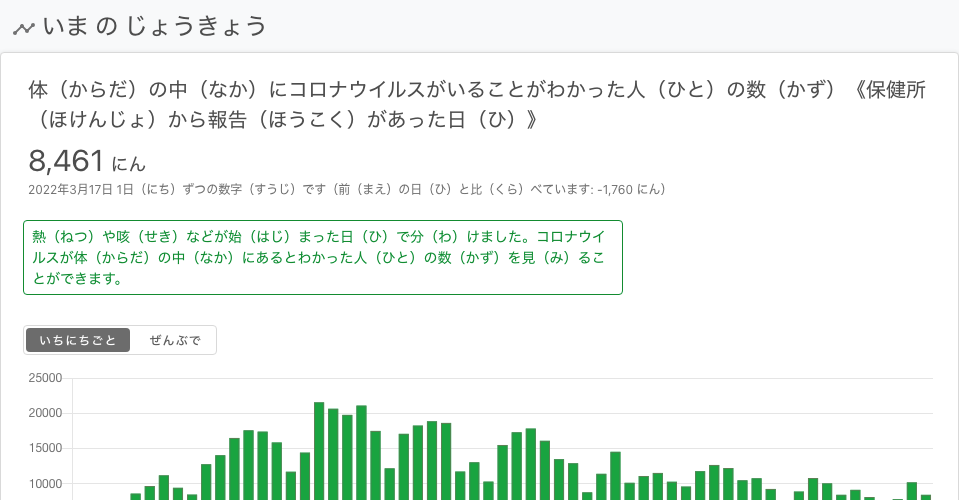 いま の じょうきょう
体（からだ）の中（なか）にコロナウイルスがいることがわかった人（ひと）の数（かず）《保健所
（ほけんじょ）から報告（ほうこく）があった日（ひ）》
8,461 にん
2022年3月17日 1日（にち）ずつの数字（すうじ）です（前（まえ）の日（ひ）と比（くら）べています: -1,760 にん）
熱（ねつ）や咳（せき）などが始（はじ）まった日（ひ）で分（わ）けました。コロナウイ
ルスが体（からだ）の中（なか）にあるとわかった人（ひと）の数（かず）を見（み）るこ
とができます。
いちにちごと ぜんぶで
25000
20000
15000
10000